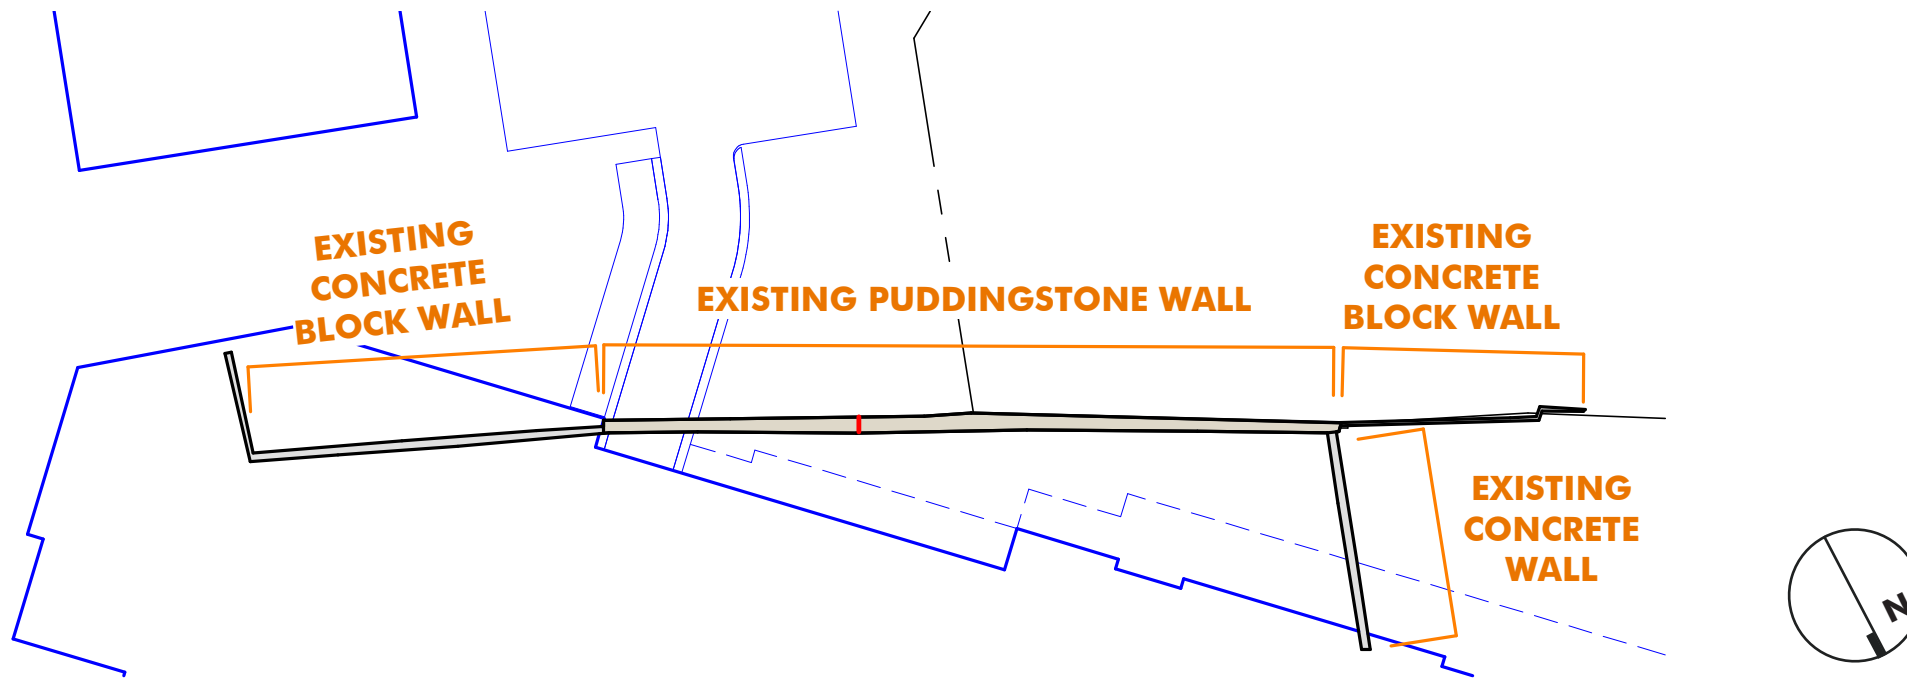 EXISTING
CONCRETE
BLOCK WALL
EXISTING PUDDINGSTONE WALL
EXISTING
CONCRETE
BLOCK WALL
EXISTING
CONCRETE
WALL
N